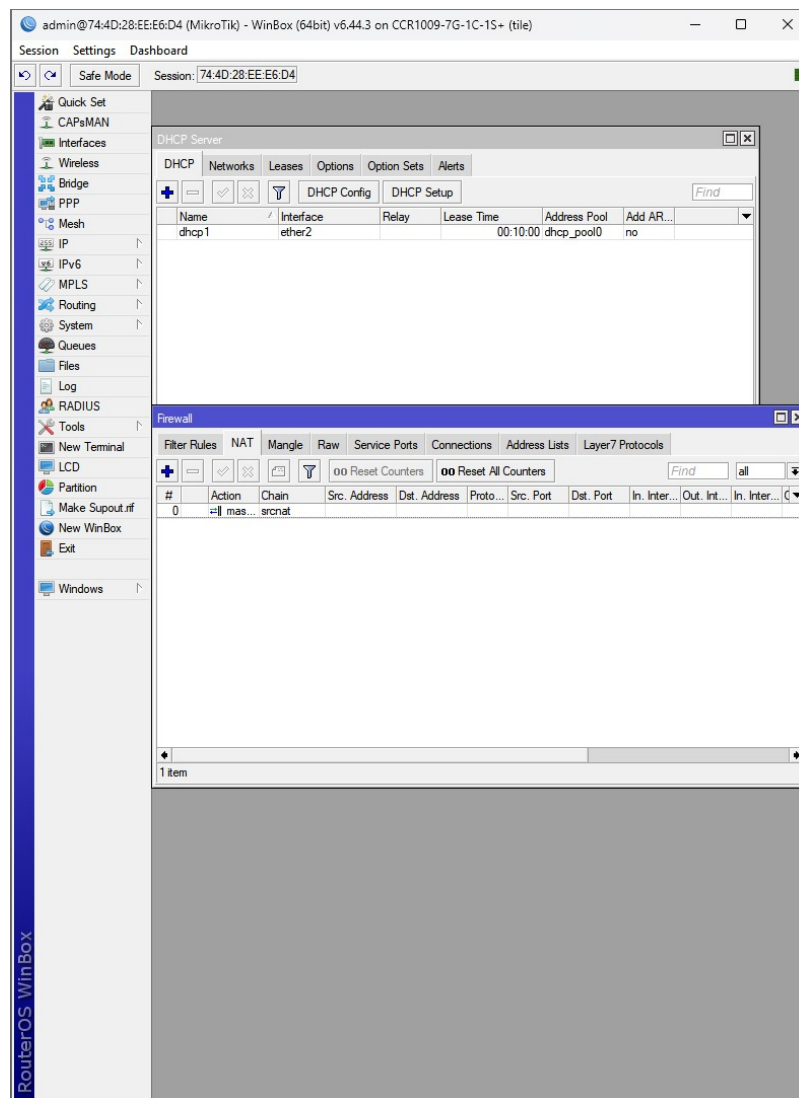 admin@74:4D:28:EE:E6:D4 (MikroTik) - WinBox (64bit) v6.44.3 on CCR1009-7G-1C-1S+ (tile)
Session Settings Dashboard
Safe Mode Session: 74:4D:28:EE:E6:D4
Quick Set
CAPsMAN
Interfaces
Wireless
Bridge
PPP
Mesh
IP
IPv6
MPLS
Routing
System
Queues
Files
Log
RADIUS
Tools
New Terminal
LCD
Partition
Make Supout.rif
New WinBox
Exit
Windows
RouterOS WinBox
DHCP Server
DHCP Networks Leases Options Option Sets Alerts
DHCP Config DHCP Setup Find
Name / Interface Relay Lease Time Address Pool Add AR...
dhcp1 ether2 00:10:00 dhcp_pool0 no
Firewall
Filter Rules NAT Mangle Raw Service Ports Connections Address Lists Layer7 Protocols
00 Reset Counters 00 Reset All Counters Find all
# Action Chain Src. Address Dst. Address Proto... Src. Port Dst. Port In. Inter... Out. Int... In. Inter...
0 mas... srcnat
1 item